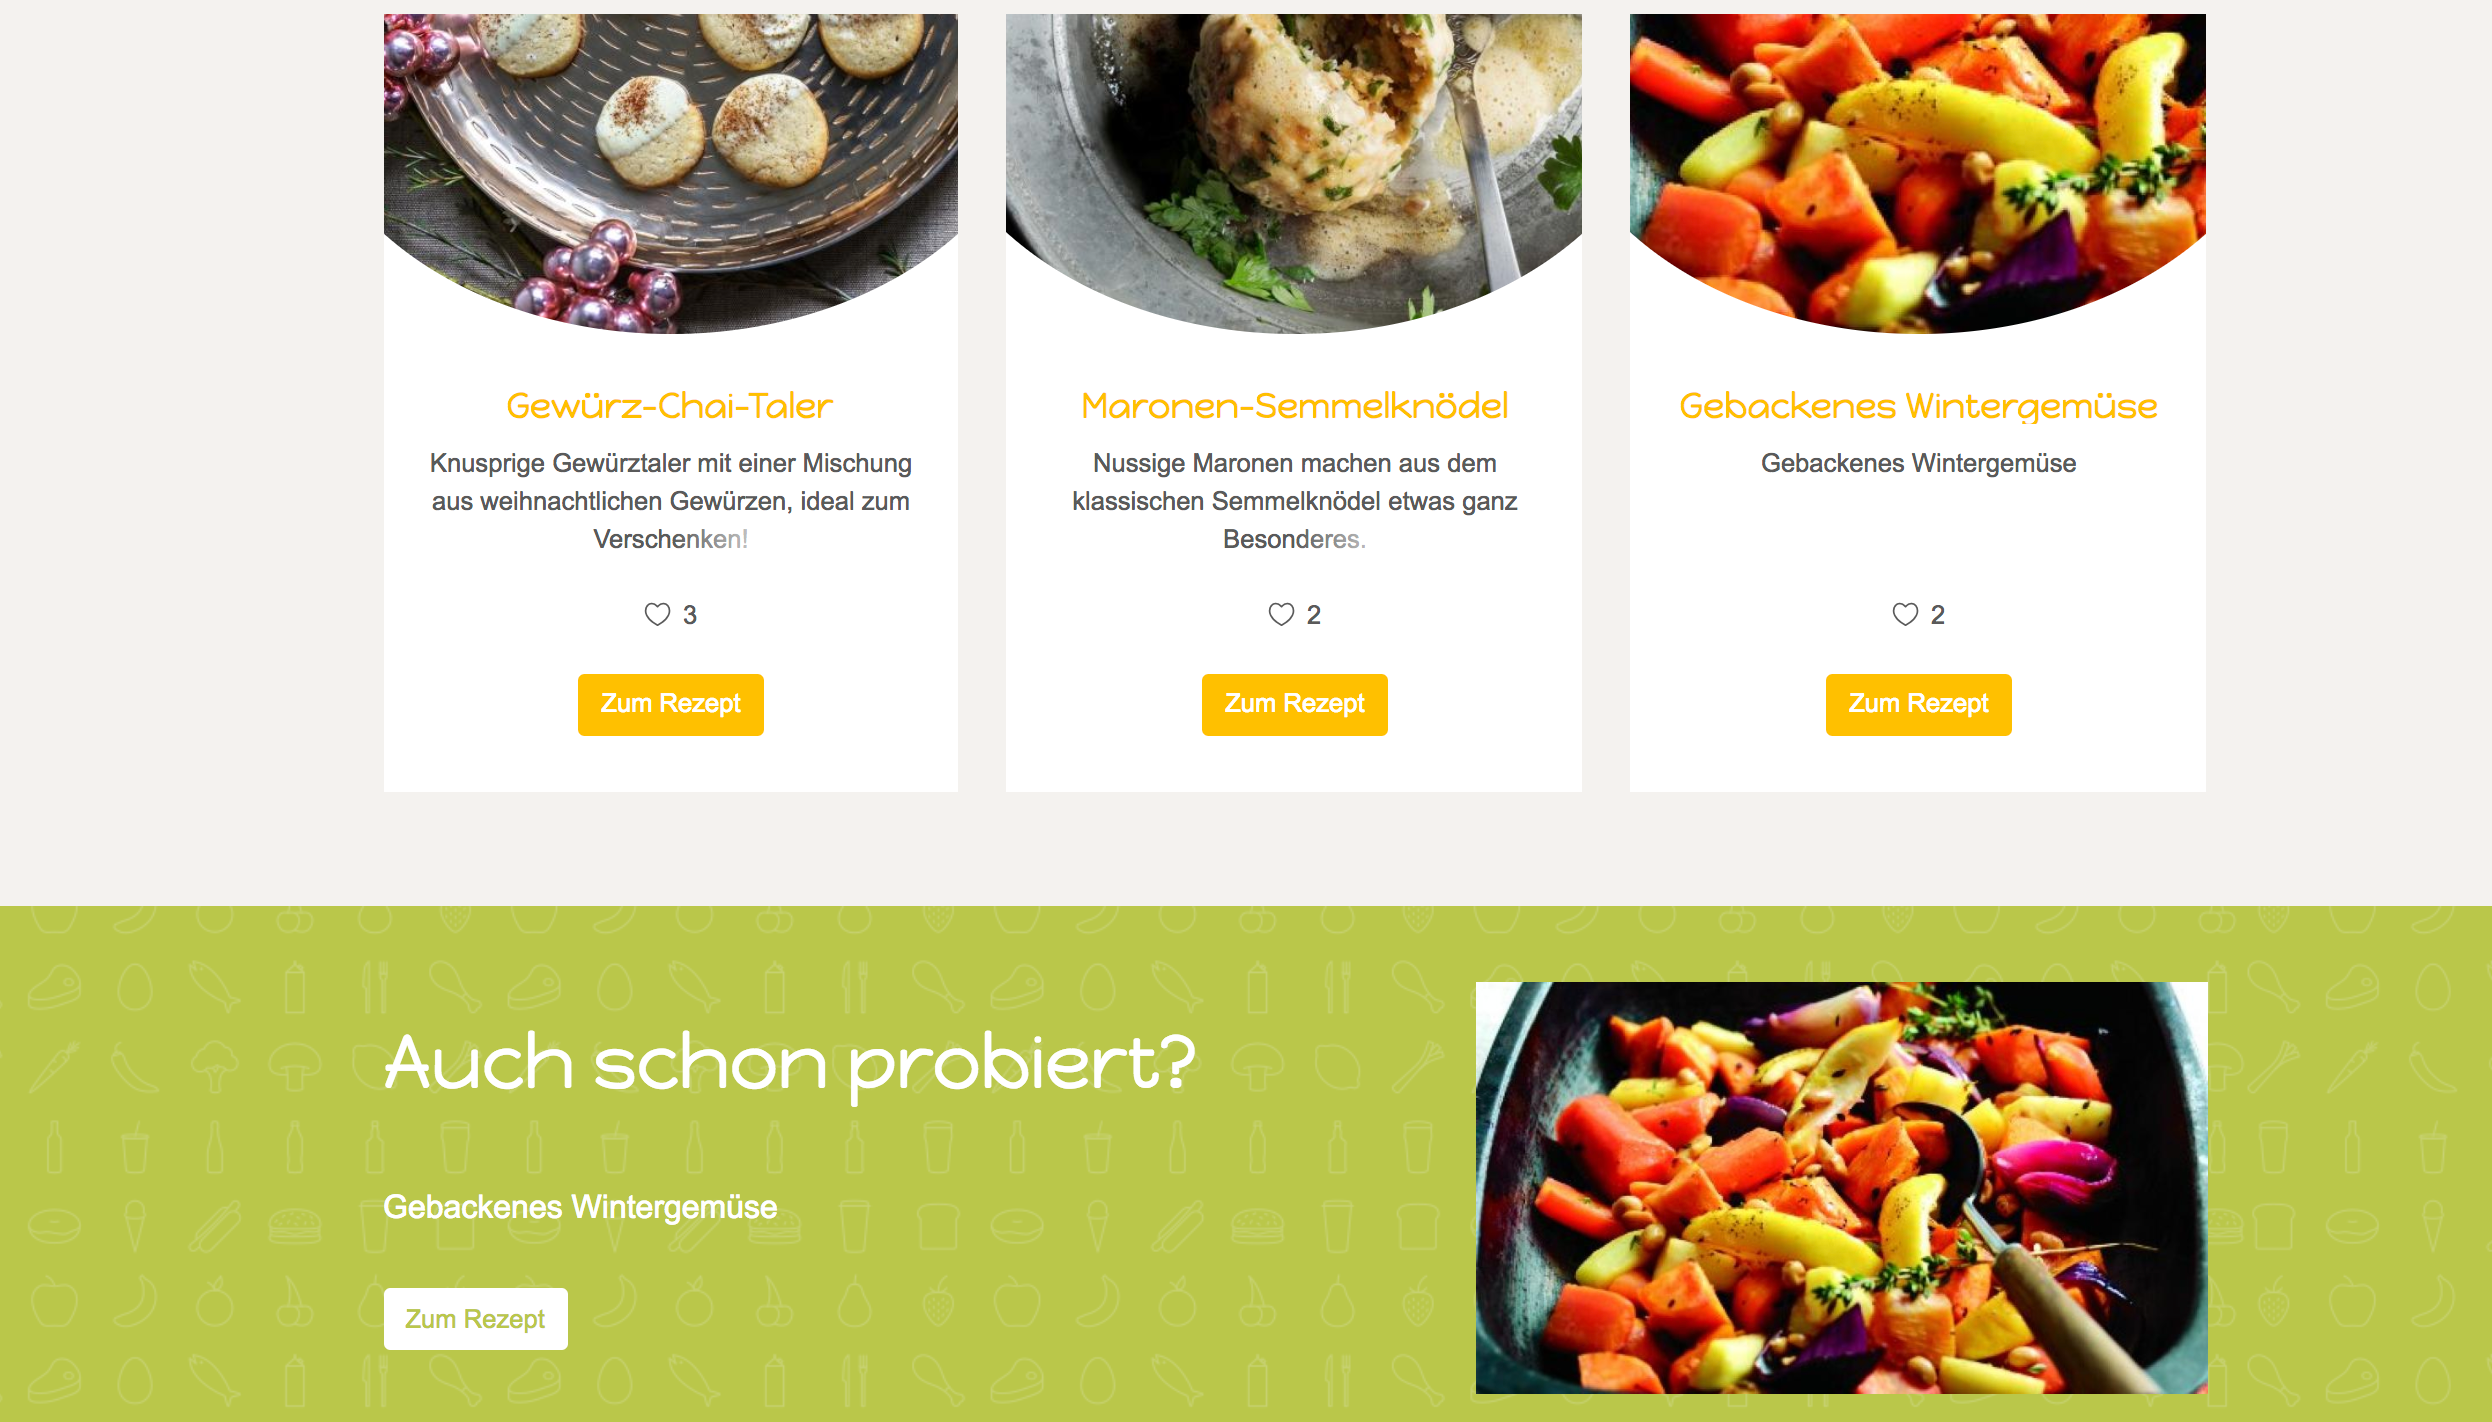 Gewürz-Chai-Taler
Knusprige Gewürztaler mit einer Mischung
aus weihnachtlichen Gewürzen, ideal zum
Verschenken!
3
Zum Rezept
Maronen-Semmelknödel
Nussige Maronen machen aus dem
klassischen Semmelknödel etwas ganz
Besonderes.
2
Zum Rezept
Gebackenes Wintergemüse
Gebackenes Wintergemüse
2
Zum Rezept
Auch schon probiert?
Gebackenes Wintergemüse
Zum Rezept